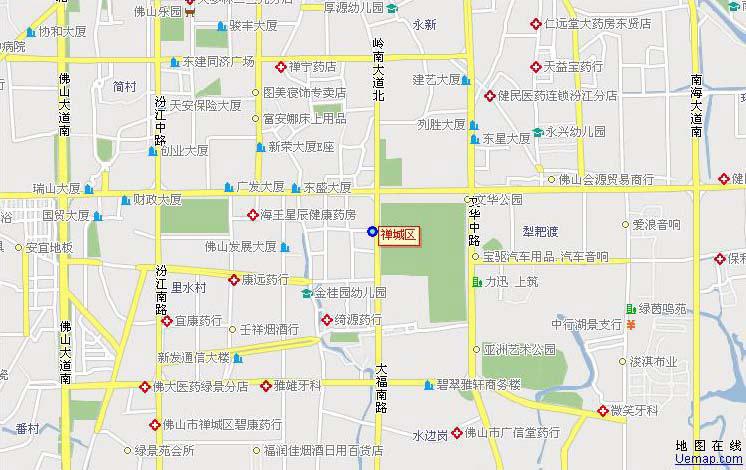 佛山乐园
厚源幼儿园
永新
仁远堂大药房东贤店
协和大厦
骏丰大厦
中病院
东建同济广场
禅宁药店
岭南大道北
建艺大厦
天益宝药行
南海大道南
佛山大道南
简村
汾江中路
图美寝饰专卖店
健民医药连锁汾江店
天安保险大厦
富安娜床上用品
列胜大厦
永兴幼儿园
东星大厦
创业大厦
新荣大厦B座
佛山会源贸易商行
瑞山大厦
财政大厦
广发大厦
东盛大厦
文华公园
国贸大厦
海王星辰健康药房
禅城区
文华中路
犁耙渡
爱浪音响
安宜地板
佛山发展大厦
宝驱汽车用品
汽车音响
里水村
汾江南路
康远药行
金桂园幼儿园
力迅
上筑
绿茵鸣苑
佛山大道南
宜康药行
壬祥烟酒行
绮源药行
中行湖景支行
新发通信大楼
亚洲艺术公园
淡淇布业
佛大医药绿景分店
雅雄牙科
大福南路
碧翠雅轩商务楼
微笑牙科
番村
佛山市禅城区碧康药行
水边岗
佛山市广信堂药行
绿景苑会所
福润佳烟酒日用百货店
地图在线
Uemap.com